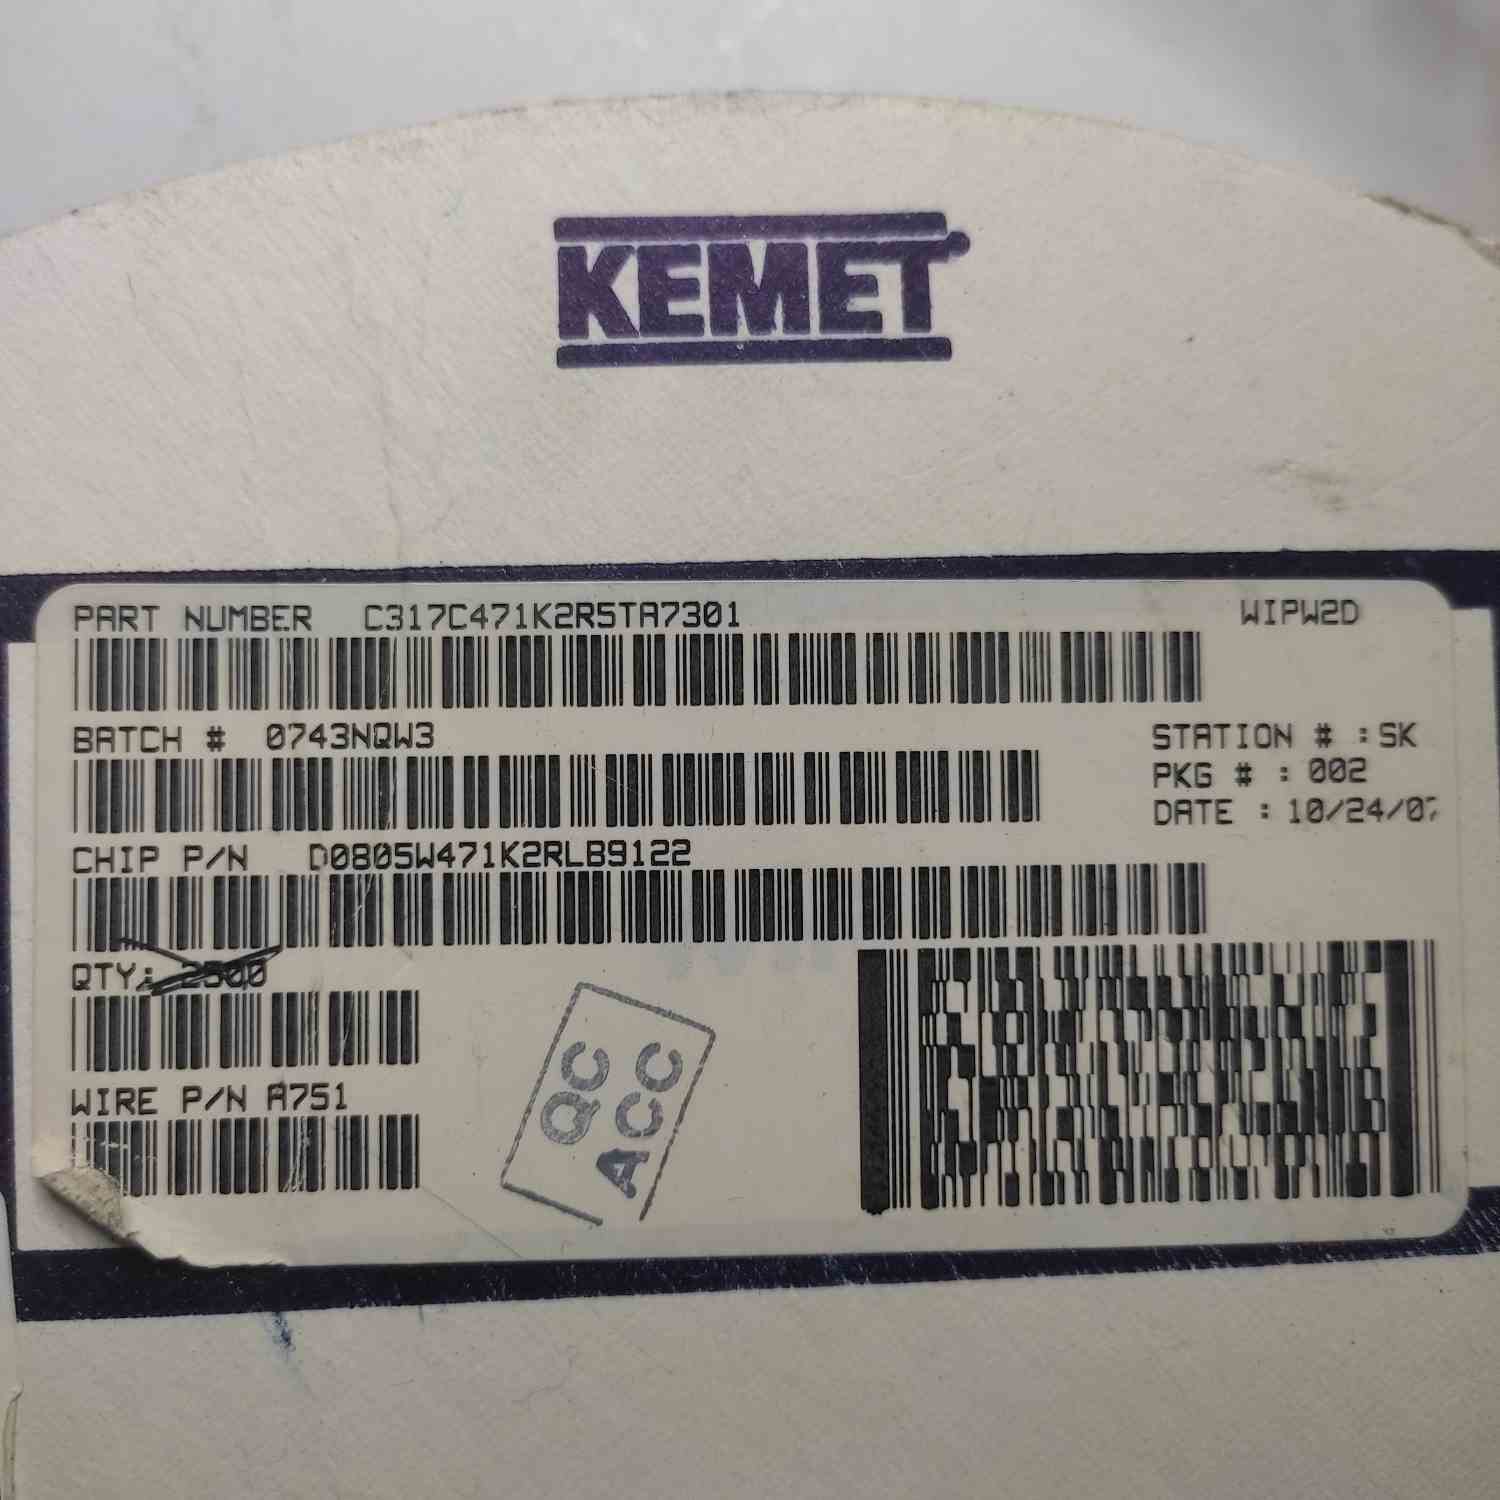 KEMET
PART NUMBER C317C471K2R5TA7301
WIPW2D
BATCH # 0743NQW3
STATION # :SK
PKG # : 002
DATE : 10/24/07
CHIP P/N D0805W471K2RLB9122
QTY: 2500
WIRE P/N A751
QC
ACC